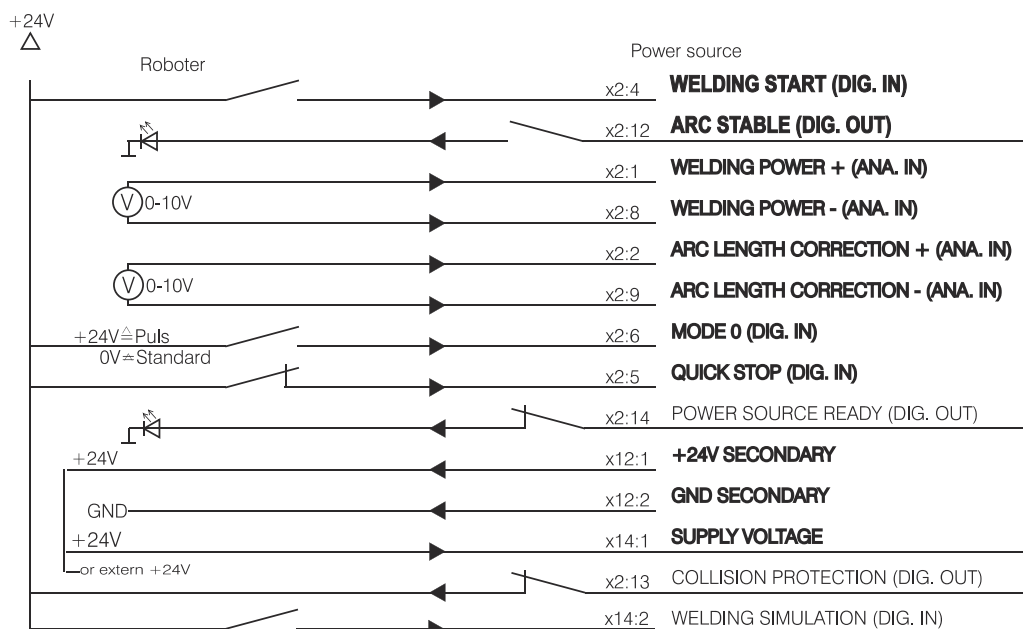 +24V
Roboter
Power source
x2:4 WELDING START (DIG. IN)
x2:12 ARC STABLE (DIG. OUT)
x2:1 WELDING POWER + (ANA. IN)
V 0-10V
x2:8 WELDING POWER - (ANA. IN)
x2:2 ARC LENGTH CORRECTION + (ANA. IN)
V 0-10V
x2:9 ARC LENGTH CORRECTION - (ANA. IN)
+24V≙Puls x2:6 MODE 0 (DIG. IN)
0V≙Standard
x2:5 QUICK STOP (DIG. IN)
x2:14 POWER SOURCE READY (DIG. OUT)
+24V x12:1 +24V SECONDARY
GND x12:2 GND SECONDARY
+24V x14:1 SUPPLY VOLTAGE
or extern +24V
x2:13 COLLISION PROTECTION (DIG. OUT)
x14:2 WELDING SIMULATION (DIG. IN)